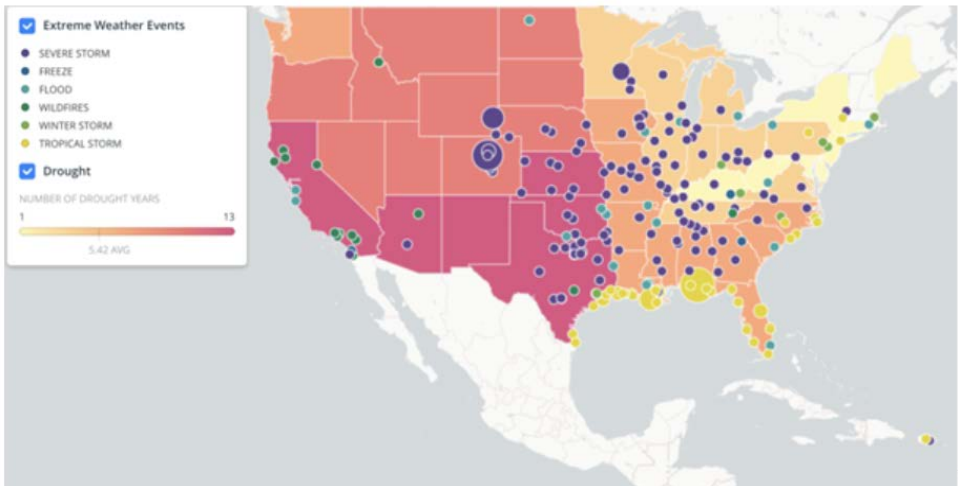 Extreme Weather Events
SEVERE STORM
FREEZE
FLOOD
WILDFIRES
WINTER STORM
TROPICAL STORM
Drought
NUMBER OF DROUGHT YEARS
1 13
5.42 AVG